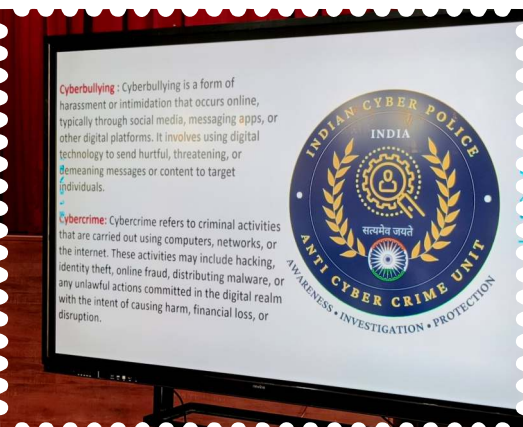 Cyberbullying : Cyberbullying is a form of
harassment or intimidation that occurs online,
typically through social media, messaging apps, or
other digital platforms. It involves using digital
technology to send hurtful, threatening, or
demeaning messages or content to target
individuals.
Cybercrime: Cybercrime refers to criminal activities
that are carried out using computers, networks, or
the internet. These activities may include hacking,
identity theft, online fraud, distributing malware, or
any unlawful actions committed in the digital realm
with the intent of causing harm, financial loss, or
disruption.
INDIAN CYBER POLICE
INDIA
सत्यमेव जयते
ANTI CYBER CRIME UNIT
AWARENESS • INVESTIGATION • PROTECTION